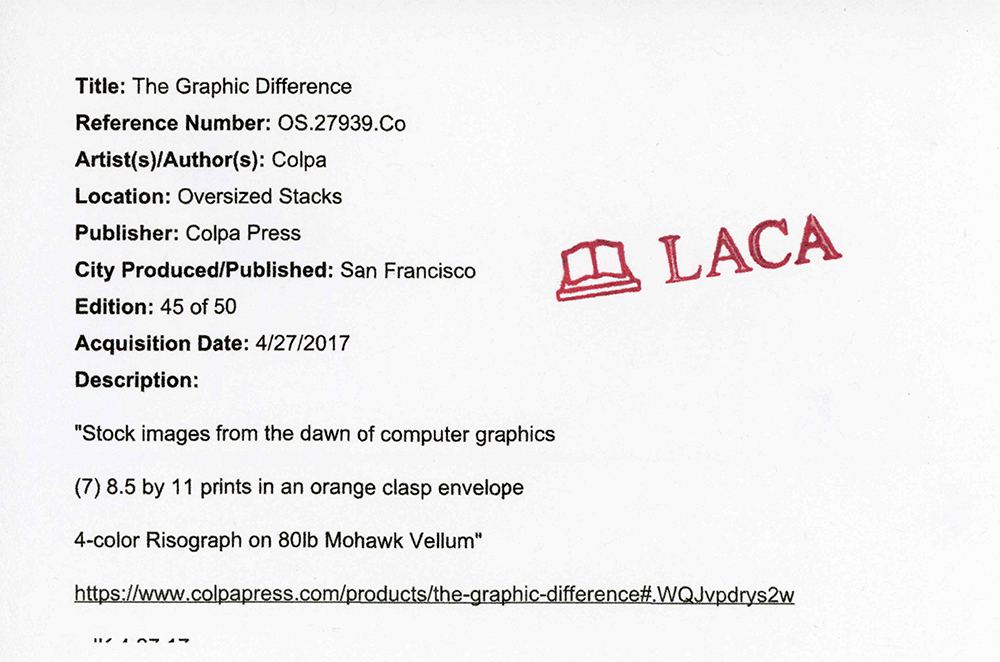 Title: The Graphic Difference
Reference Number: OS.27939.Co
Artist(s)/Author(s): Colpa
Location: Oversized Stacks
Publisher: Colpa Press
LACA
City Produced/Published: San Francisco
Edition: 45 of 50
Acquisition Date: 4/27/2017
Description:
"Stock images from the dawn of computer graphics
(7) 8.5 by 11 prints in an orange clasp envelope
4-color Risograph on 80lb Mohawk Vellum"
https://www.colpapress.com/products/the-graphic-difference#.WQJvpdrys2w